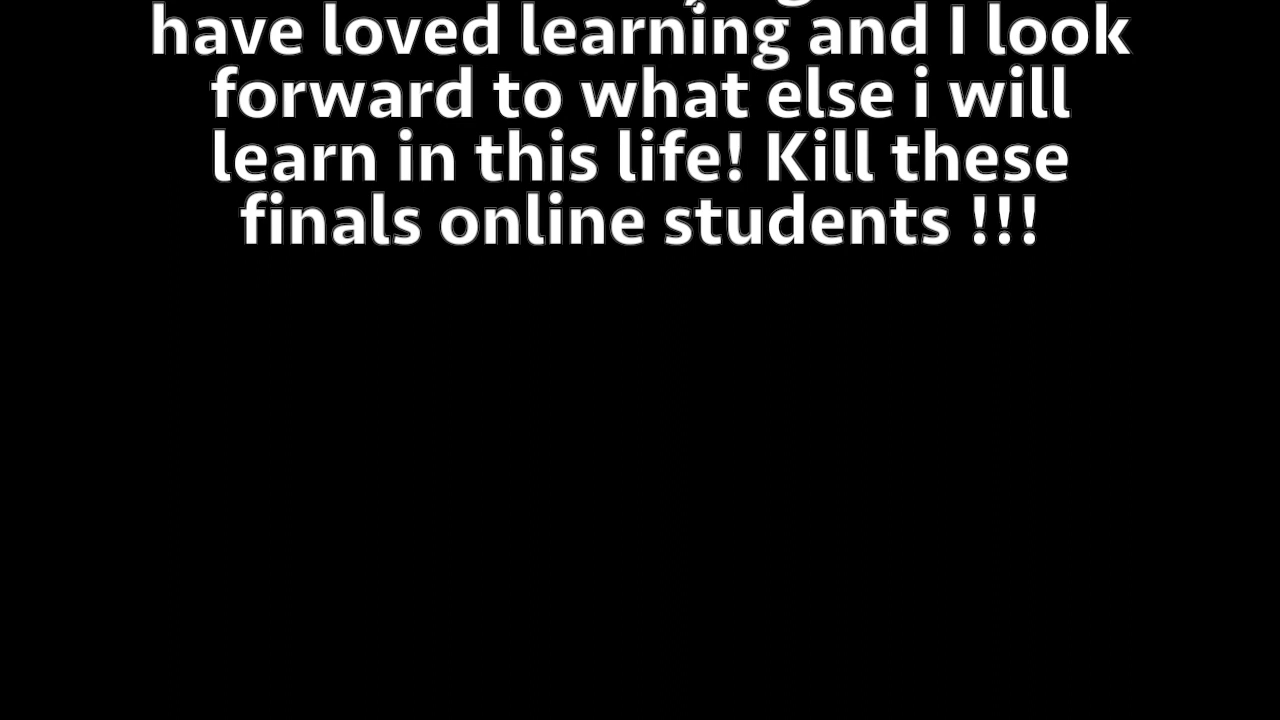 have loved learning and I look
forward to what else i will
learn in this life! Kill these
finals online students !!!